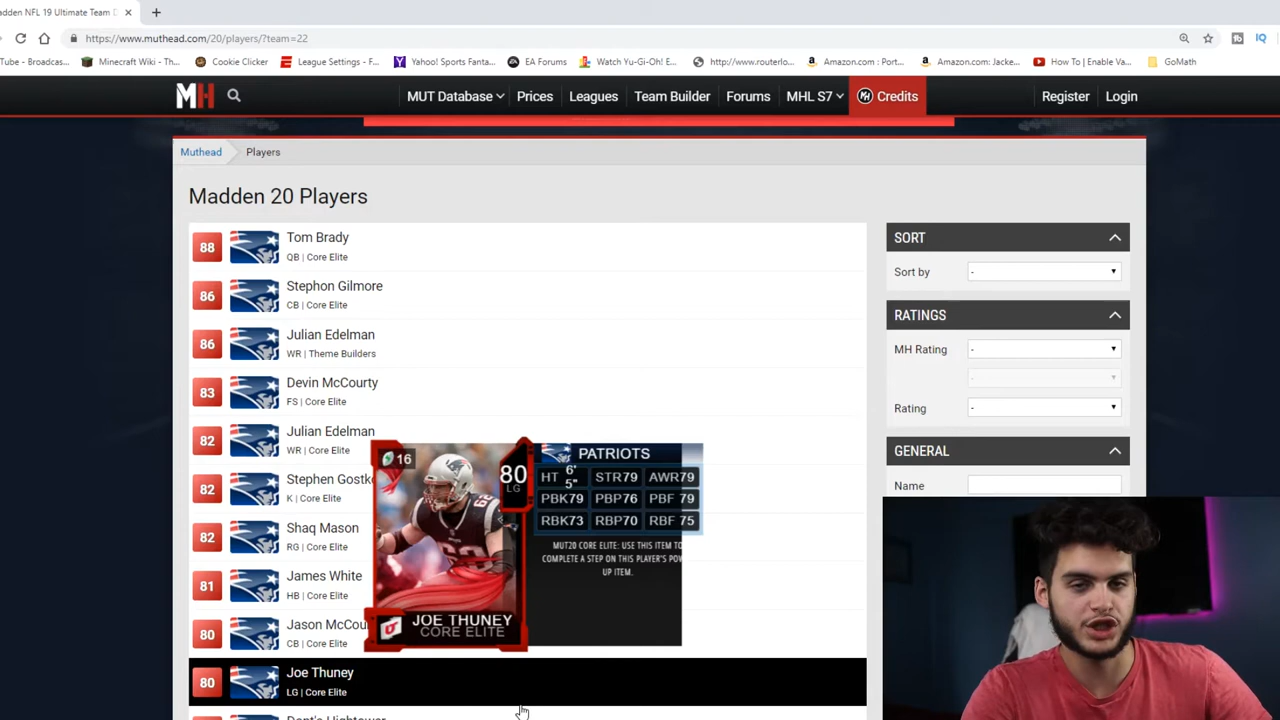 adden NFL 19 Ultimate Team D
https://www.muthead.com/20/players/?team=22
Tube - Broadcas...
Minecraft Wiki - Th...
Cookie Clicker
League Settings - F...
Yahoo! Sports Fanta...
EA Forums
Watch Yu-Gi-Oh! E...
http://www.routerlo...
Amazon.com : Port...
Amazon.com: Jacke...
How To | Enable Va...
GoMath
MH
MUT Database
Prices
Leagues
Team Builder
Forums
MHL S7
Credits
Register
Login
Muthead
Players
Madden 20 Players
88
Tom Brady
QB | Core Elite
86
Stephon Gilmore
CB | Core Elite
86
Julian Edelman
WR | Theme Builders
83
Devin McCourty
FS | Core Elite
82
Julian Edelman
WR | Core Elite
82
Stephen Gostk
K | Core Elite
82
Shaq Mason
RG | Core Elite
81
James White
HB | Core Elite
80
Jason McCou
CB | Core Elite
80
Joe Thuney
LG | Core Elite
16
80
LG
JOE THUNEY
CORE ELITE
PATRIOTS
HT 6' 5" STR79 AWR79
PBK79 PBP76 PBF 79
RBK73 RBP70 RBF 75
MUT20 CORE ELITE: USE THIS ITEM TO
COMPLETE A STEP ON THIS PLAYER'S POW
UP ITEM.
SORT
Sort by
-
RATINGS
MH Rating
-
-
Rating
-
GENERAL
Name